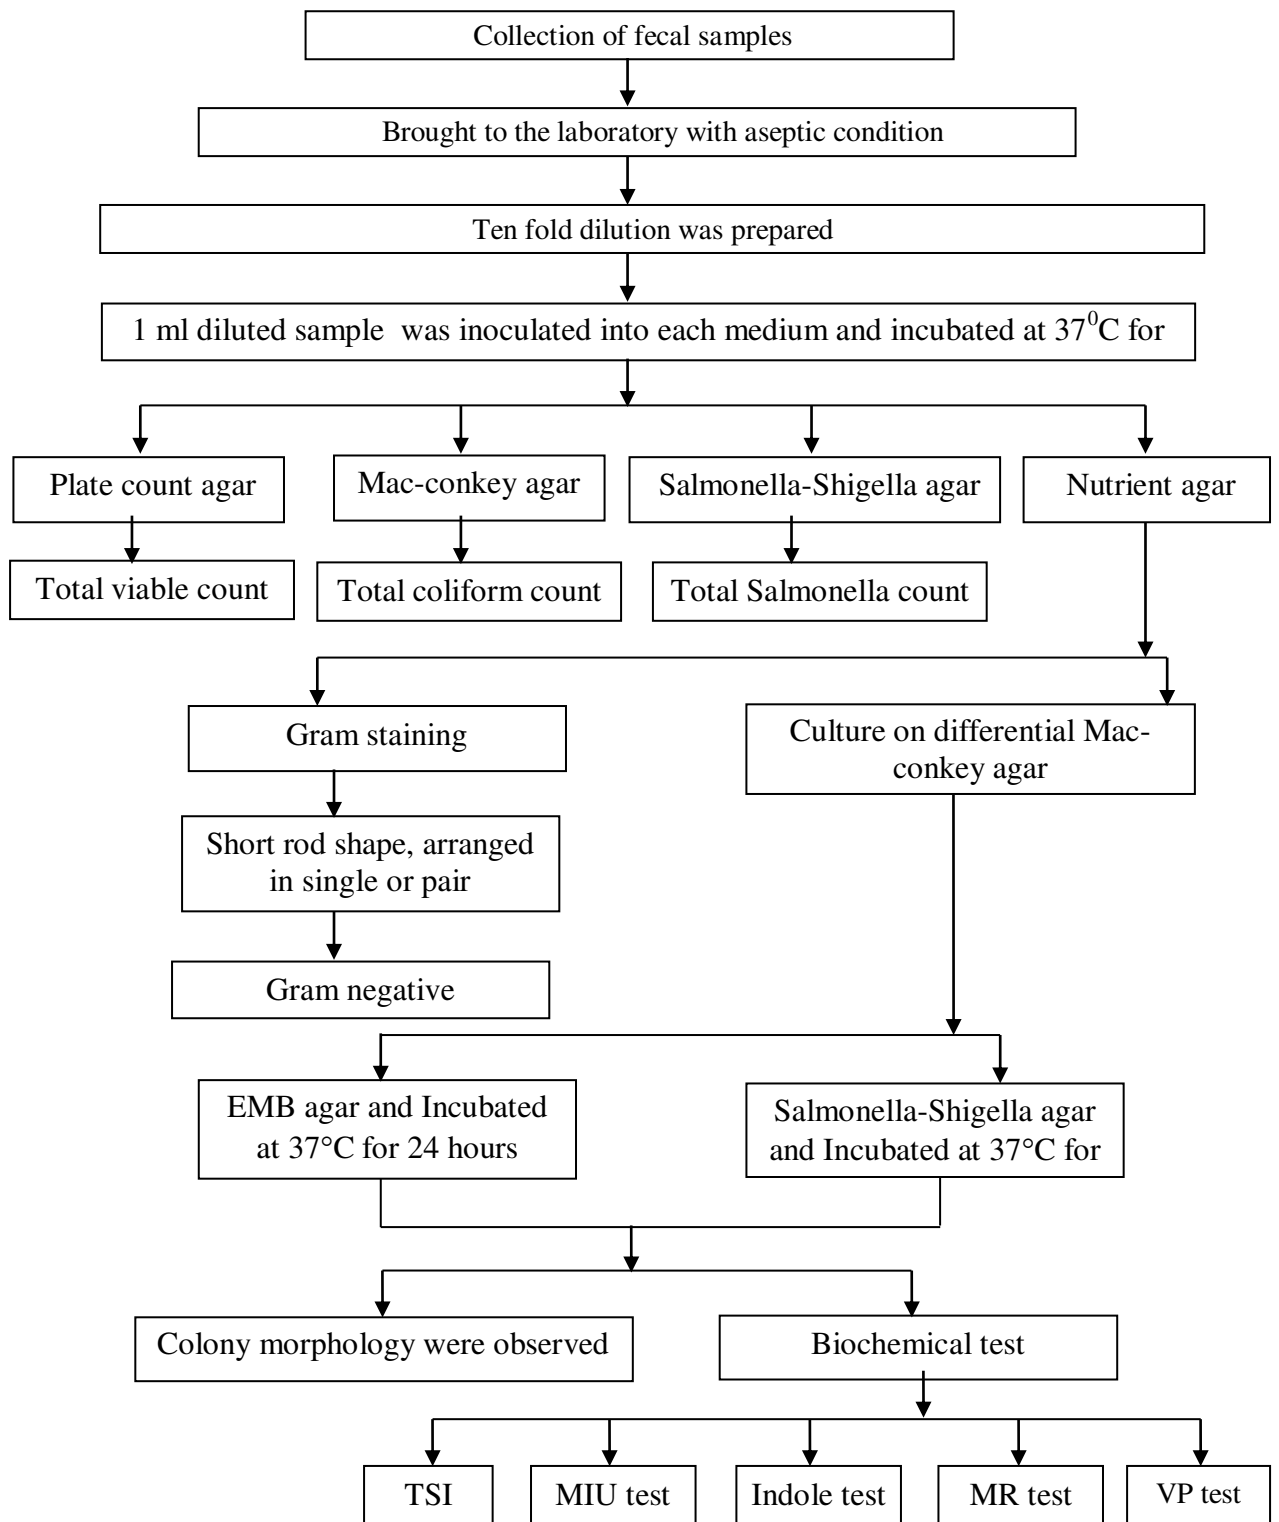 Collection of fecal samples
Brought to the laboratory with aseptic condition
Ten fold dilution was prepared
1 ml diluted sample was inoculated into each medium and incubated at 37⁰C for
Plate count agar
Mac-conkey agar
Salmonella-Shigella agar
Nutrient agar
Total viable count
Total coliform count
Total Salmonella count
Gram staining
Culture on differential Mac-
conkey agar
Short rod shape, arranged
in single or pair
Gram negative
EMB agar and Incubated
at 37°C for 24 hours
Salmonella-Shigella agar
and Incubated at 37°C for
Colony morphology were observed
Biochemical test
TSI
MIU test
Indole test
MR test
VP test